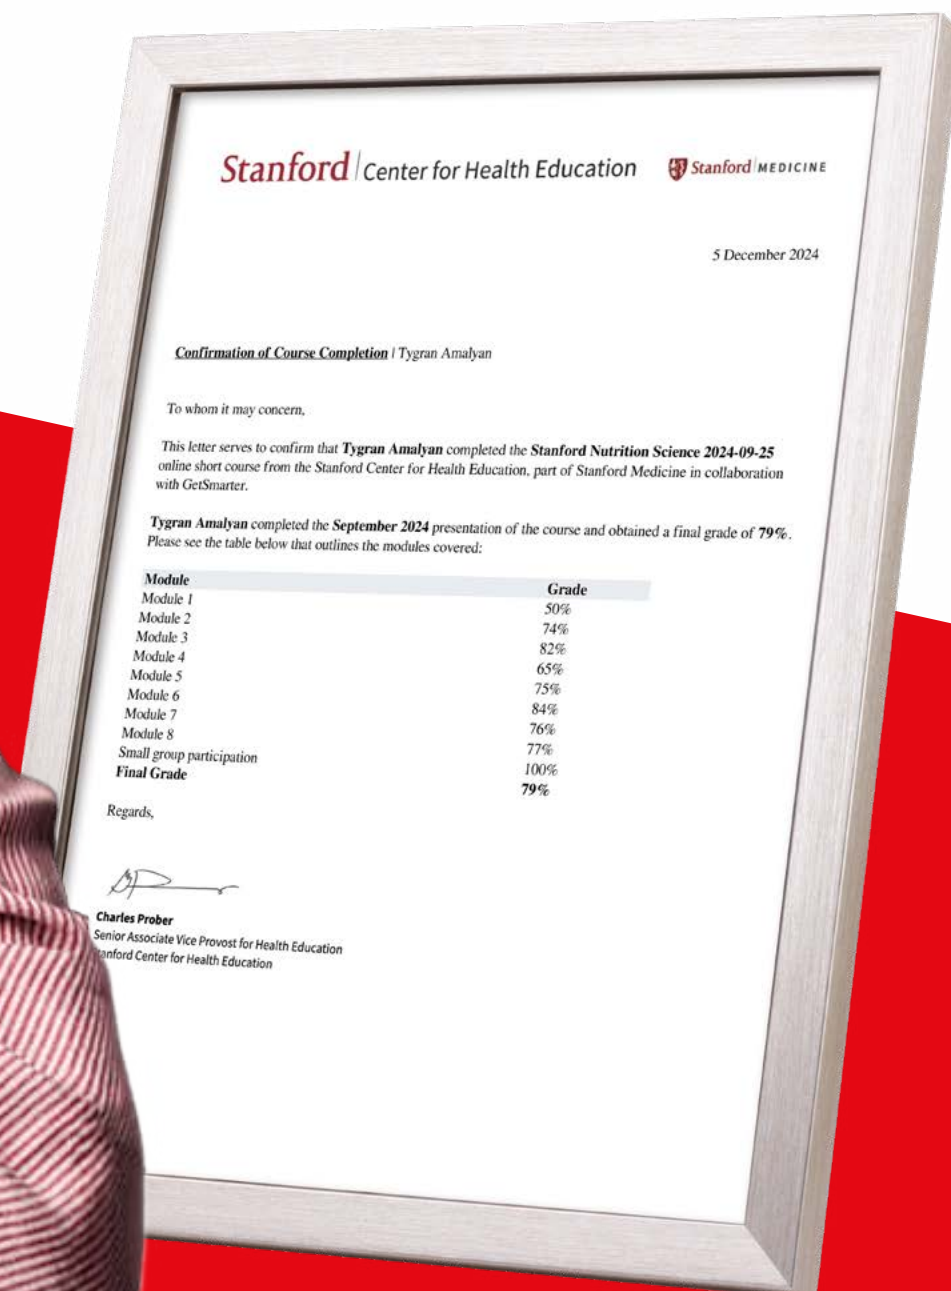 Stanford | Center for Health Education Stanford MEDICINE
5 December 2024
Confirmation of Course Completion | Tygran Amalyan
To whom it may concern,
This letter serves to confirm that Tygran Amalyan completed the Stanford Nutrition Science 2024-09-25
online short course from the Stanford Center for Health Education, part of Stanford Medicine in collaboration
with GetSmarter.
Tygran Amalyan completed the September 2024 presentation of the course and obtained a final grade of 79%.
Please see the table below that outlines the modules covered:
Module Grade
Module 1 50%
Module 2 74%
Module 3 82%
Module 4 65%
Module 5 75%
Module 6 84%
Module 7 76%
Module 8 77%
Small group participation 100%
Final Grade 79%
Regards,
Charles Prober
Senior Associate Vice Provost for Health Education
anford Center for Health Education